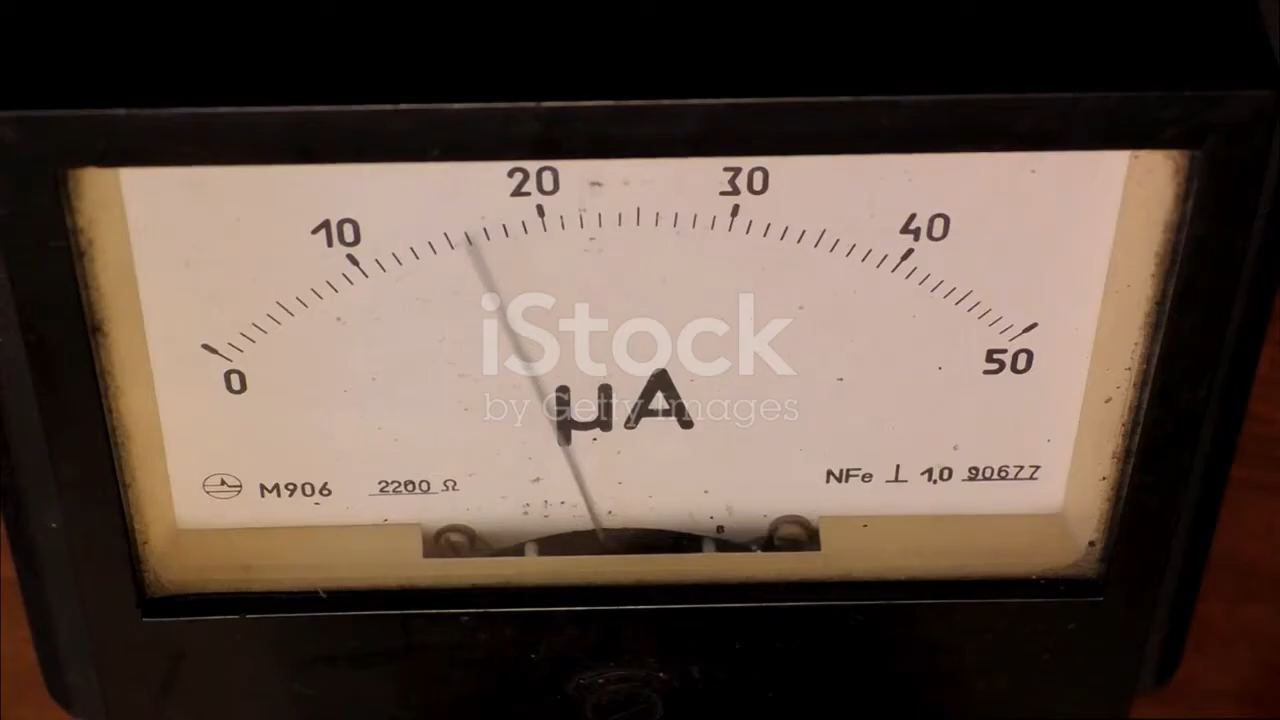 0 10 20 30 40 50
iStock
µA
by Getty Images
M906 2200 Ω NFe ⊥ 1,0 90677